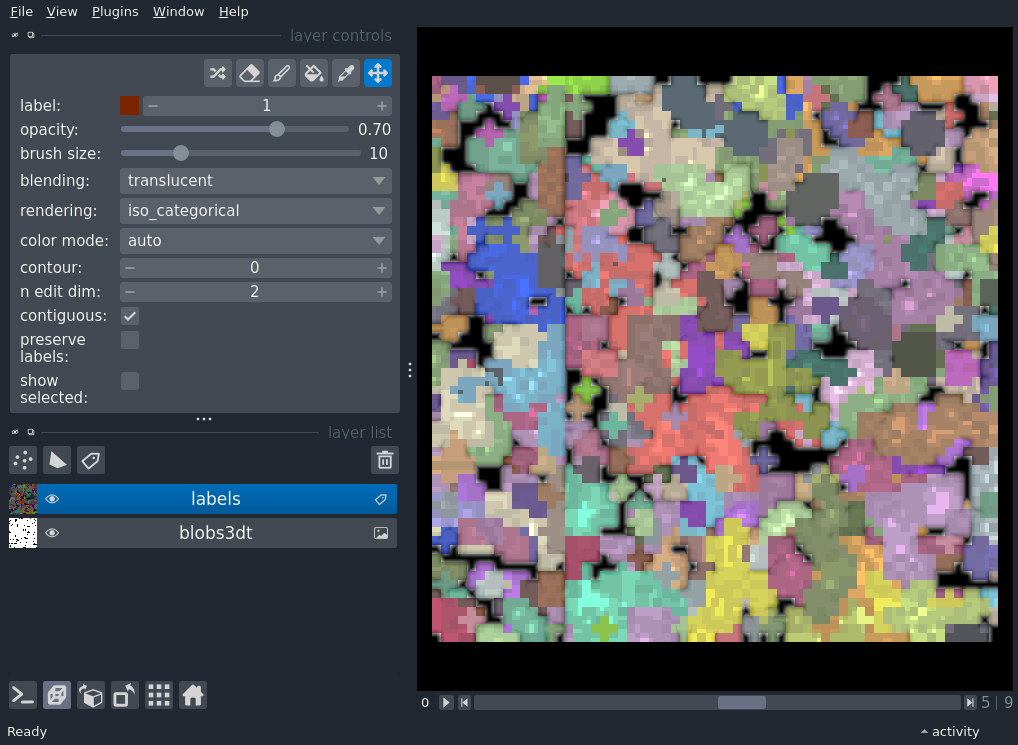 File View Plugins Window Help
layer controls
label: 1
opacity: 0.70
brush size: 10
blending: translucent
rendering: iso_categorical
color mode: auto
contour: 0
n edit dim: 2
contiguous:
preserve
labels:
show
selected:
layer list
labels
blobs3dt
0 5 | 9
Ready activity